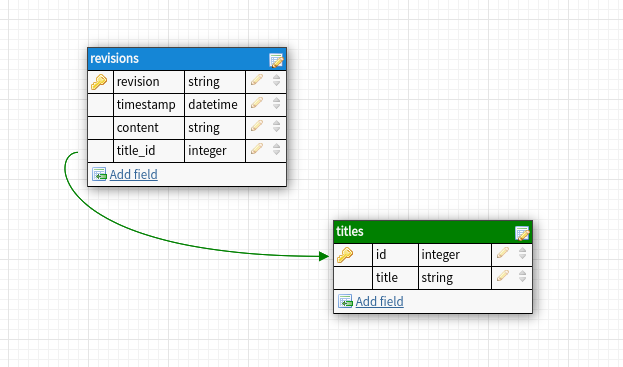 revisions
revision string
timestamp datetime
content string
title_id integer
Add field
titles
id integer
title string
Add field